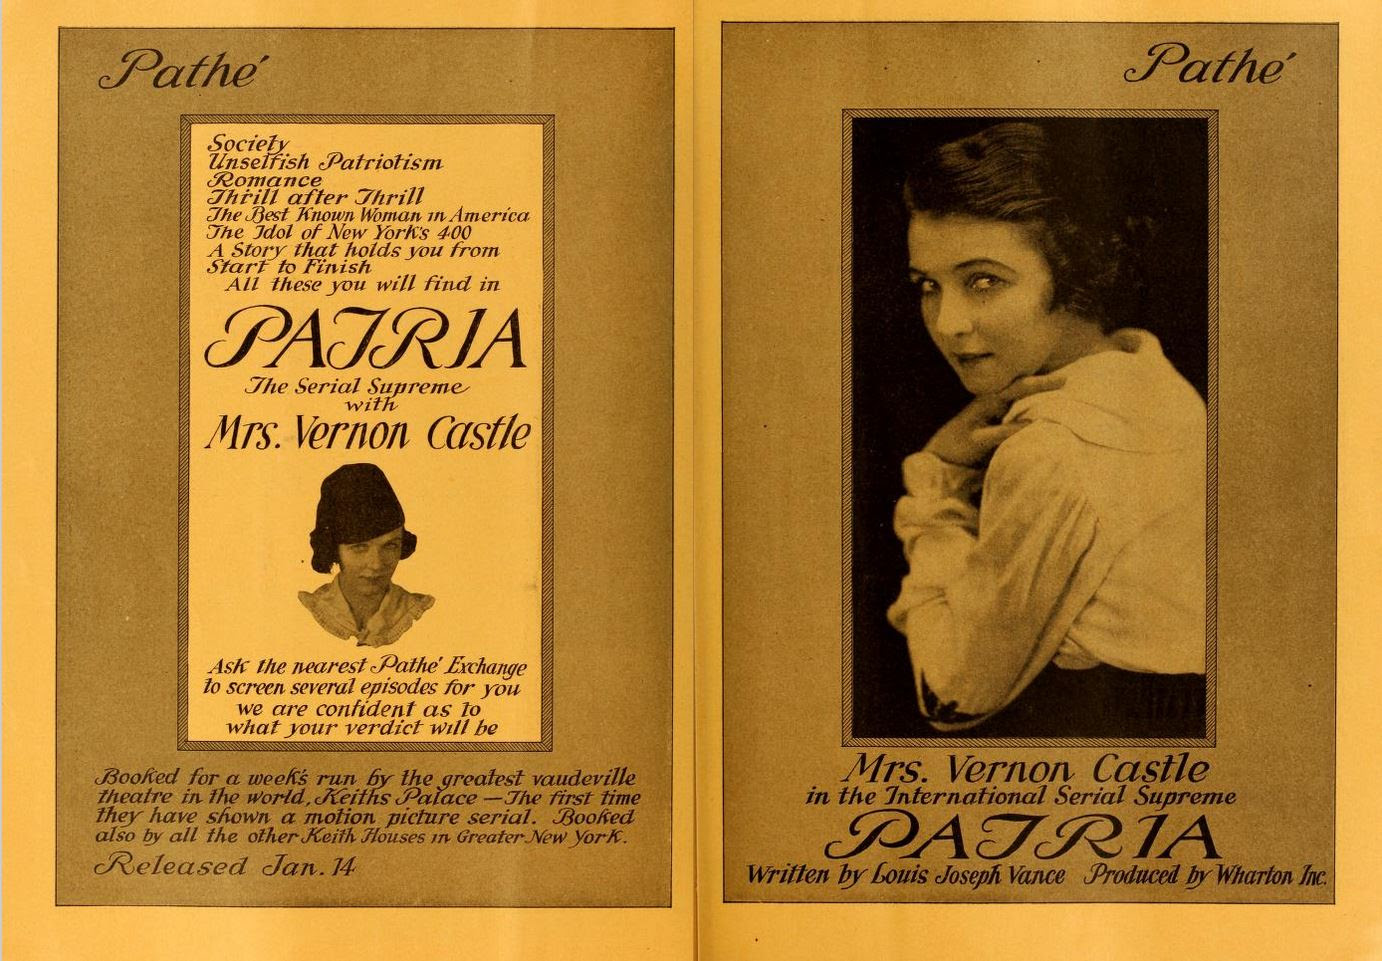 Pathé
Society
Unselfish Patriotism
Romance
Thrill after Thrill
The Best Known Woman in America
The Idol of New York's 400
A Story that holds you from
Start to Finish
All these you will find in
PATRIA
The Serial Supreme
with
Mrs. Vernon Castle
Ask the nearest Pathé Exchange
to screen several episodes for you
we are confident as to
what your verdict will be
Booked for a week's run by the greatest vaudeville
theatre in the world, Keiths Palace — The first time
they have shown a motion picture serial. Booked
also by all the other Keith Houses in Greater New York.
Released Jan. 14
Pathé
Mrs. Vernon Castle
in the International Serial Supreme
PATRIA
Written by Louis Joseph Vance Produced by Wharton Inc.